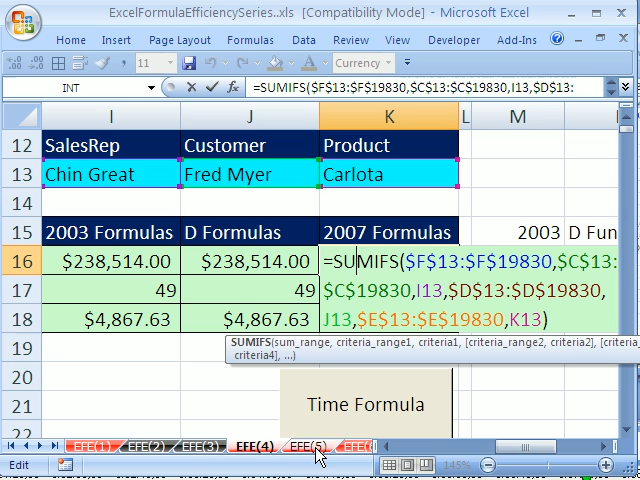 ExcelFormulaEfficiencySeries..xls [Compatibility Mode] - Microsoft Excel
Home Insert Page Layout Formulas Data Review View Developer Add-Ins
11 Currency
INT =SUMIFS($F$13:$F$19830,$C$13:$C$19830,I13,$D$13:
I J K L M
12 SalesRep Customer Product
13 Chin Great Fred Myer Carlota
14
15 2003 Formulas D Formulas 2007 Formulas 2003 D Fun
16 $238,514.00 $238,514.00 =SUMIFS($F$13:$F$19830,$C$13:
17 49 49 $C$19830,I13,$D$13:$D$19830,
18 $4,867.63 $4,867.63 J13,$E$13:$E$19830,K13)
19 SUMIFS(sum_range, criteria_range1, criteria1, [criteria_range2, criteria2], [criteria_
criteria4], ...)
20
21 Time Formula
22
EFE(1) EFE(2) EFE(3) EFE(4) EFE(5) EFE(
Edit 145%